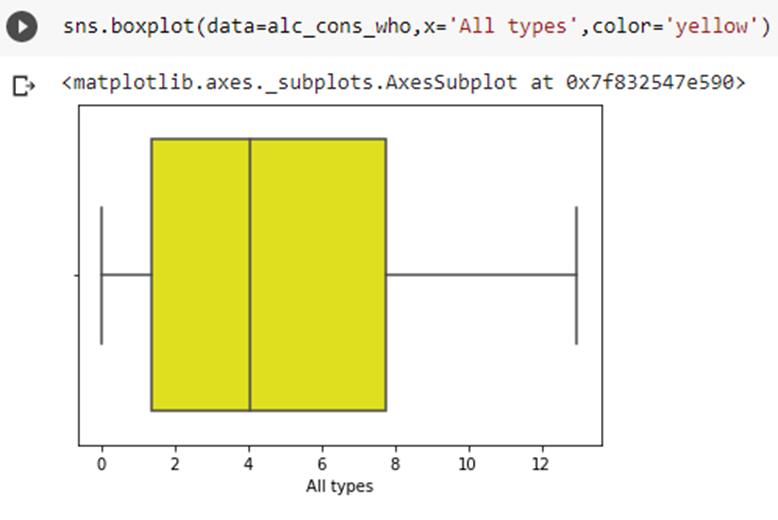 sns.boxplot(data=alc_cons_who,x='All types',color='yellow')
<matplotlib.axes._subplots.AxesSubplot at 0x7f832547e590>
0 2 4 6 8 10 12
All types